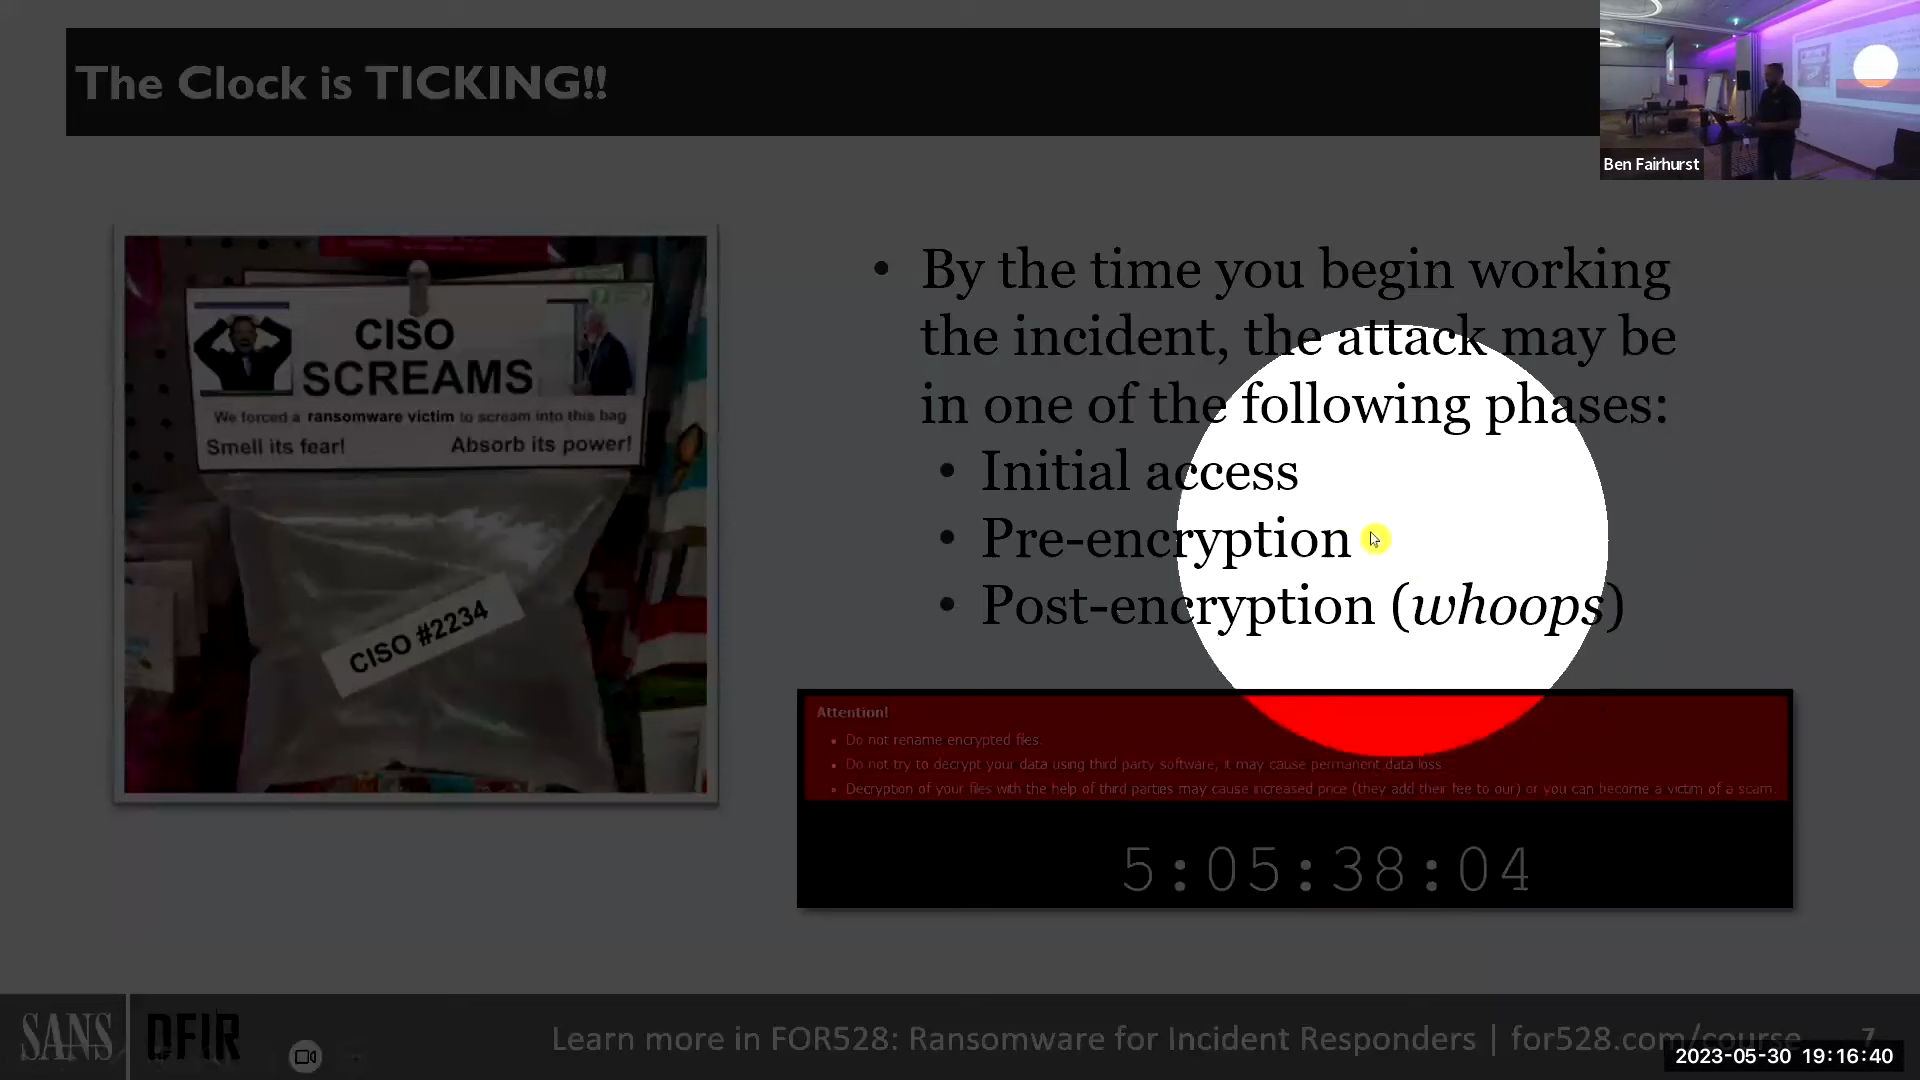 The Clock is TICKING!!
Ben Fairhurst
CISO
SCREAMS
We forced a ransomware victim to scream into this bag
Smell its fear!
Absorb its power!
CISO #2234
• By the time you begin working
the incident, the attack may be
in one of the following phases:
• Initial access
• Pre-encryption
• Post-encryption (whoops)
Attention!
• Do not rename encrypted files.
• Do not try to decrypt your data using third party software, it may cause permanent data loss.
• Decryption of your files with the help of third parties may cause increased price (they add their fee to our) or you can become a victim of a scam.
5:05:38:04
SANS
DFIR
Learn more in FOR528: Ransomware for Incident Responders | for528.com/course
7
2023-05-30 19:16:40